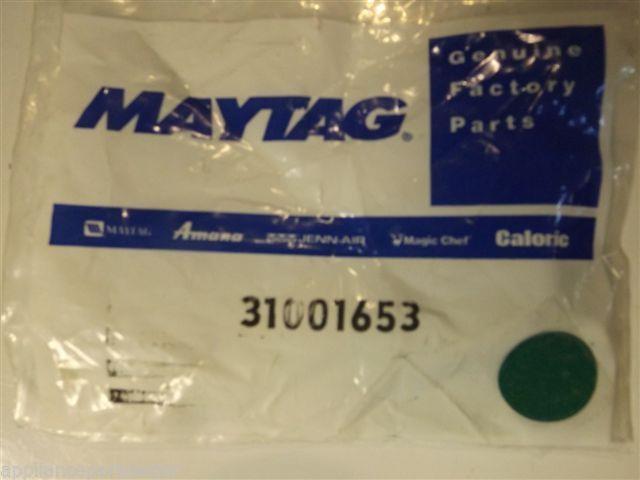 MAYTAG®
Genuine
Factory
Parts
MAYTAG Amana JENN-AIR Magic Chef Caloric
31001653